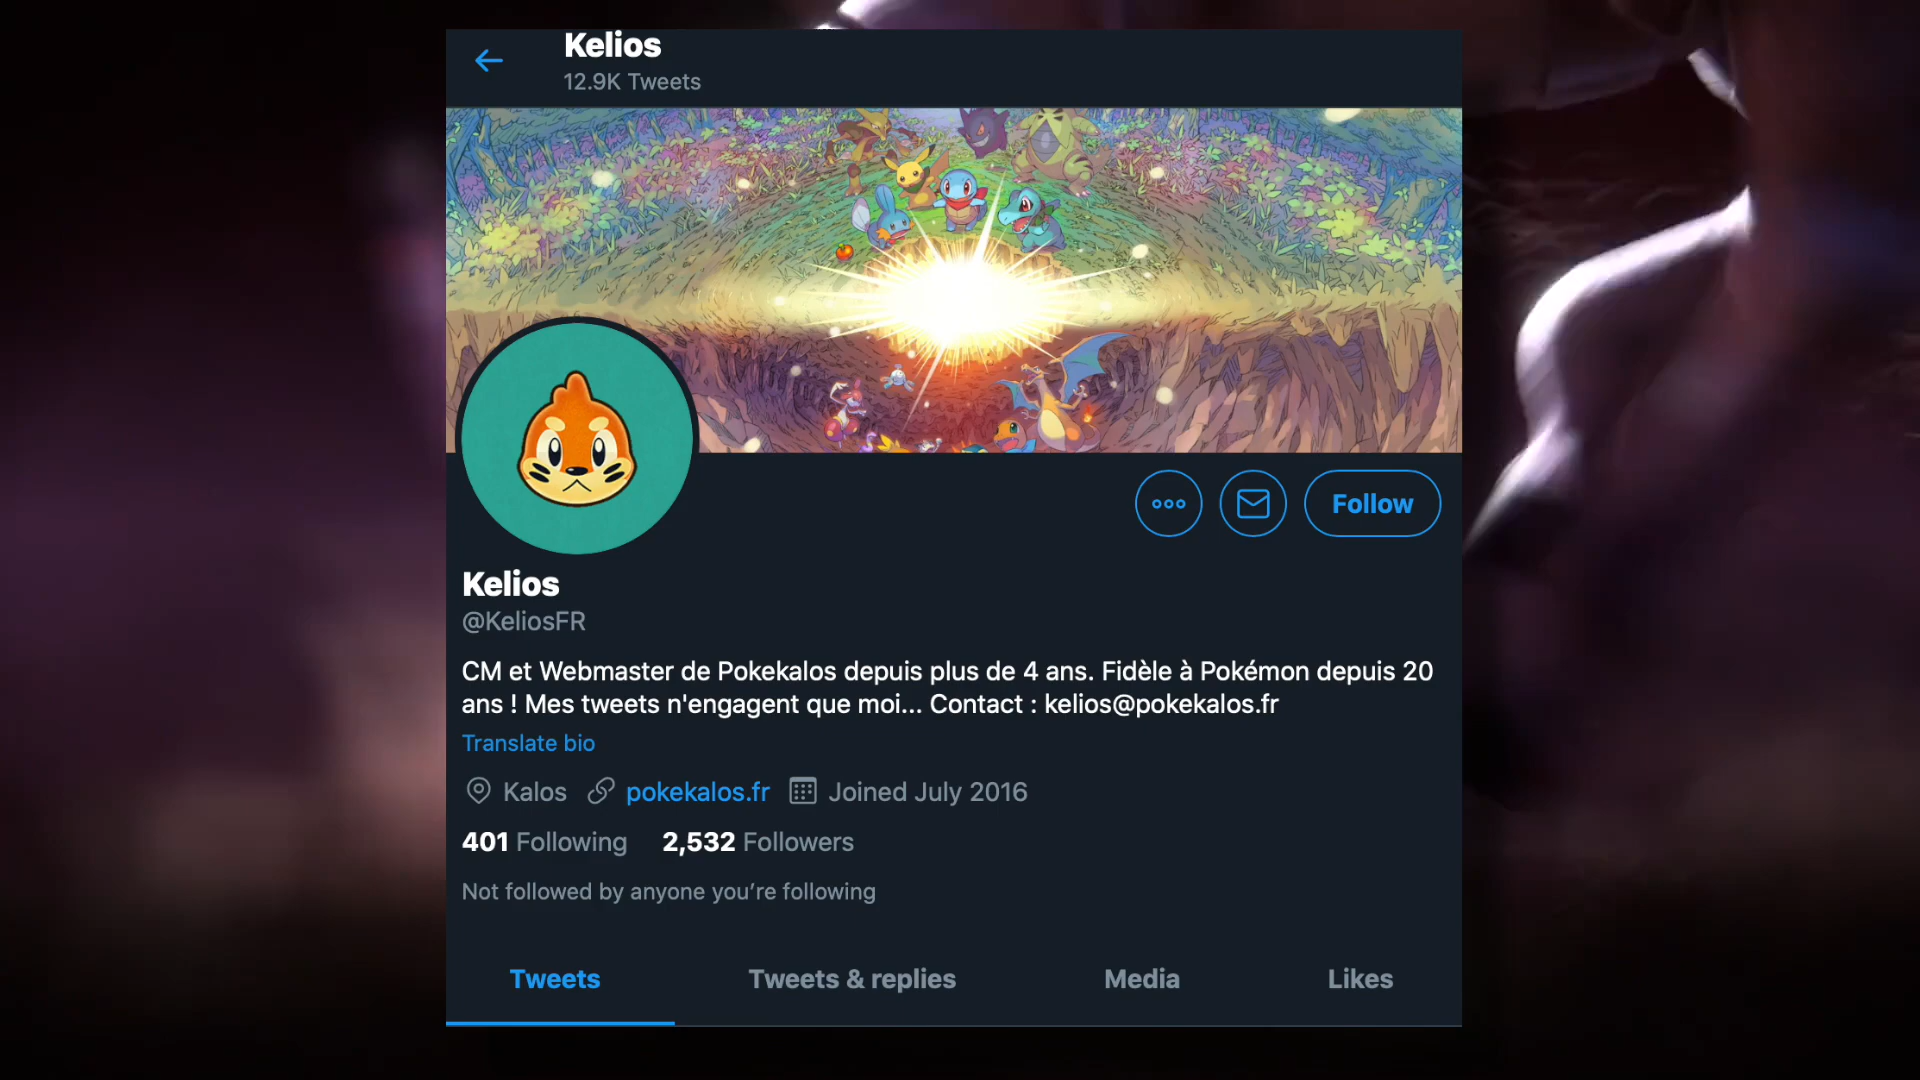 Kelios
12.9K Tweets
Follow
Kelios
@KeliosFR
CM et Webmaster de Pokekalos depuis plus de 4 ans. Fidèle à Pokémon depuis 20
ans ! Mes tweets n'engagent que moi... Contact : kelios@pokekalos.fr
Translate bio
Kalos pokekalos.fr Joined July 2016
401 Following 2,532 Followers
Not followed by anyone you’re following
Tweets Tweets & replies Media Likes